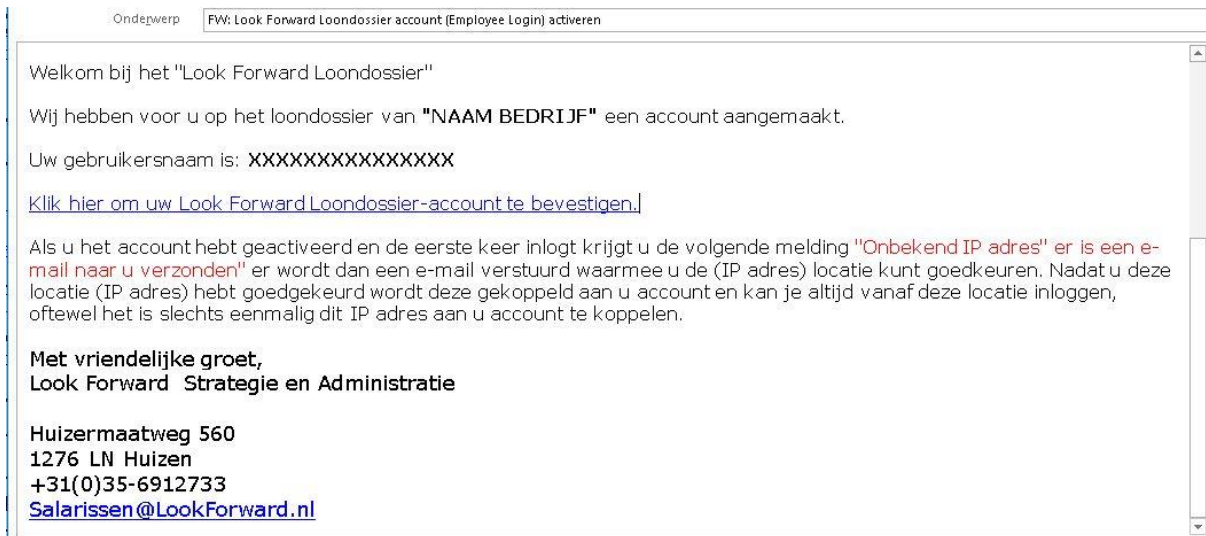 Onderwerp FW: Look Forward Loondossier account (Employee Login) activeren
Welkom bij het "Look Forward Loondossier"
Wij hebben voor u op het loondossier van "NAAM BEDRIJF" een account aangemaakt.
Uw gebruikersnaam is: XXXXXXXXXXXXXXX
Klik hier om uw Look Forward Loondossier-account te bevestigen.
Als u het account hebt geactiveerd en de eerste keer inlogt krijgt u de volgende melding "Onbekend IP adres" er is een e-
mail naar u verzonden" er wordt dan een e-mail verstuurd waarmee u de (IP adres) locatie kunt goedkeuren. Nadat u deze
locatie (IP adres) hebt goedgekeurd wordt deze gekoppeld aan u account en kan je altijd vanaf deze locatie inloggen,
oftewel het is slechts eenmalig dit IP adres aan u account te koppelen.
Met vriendelijke groet,
Look Forward Strategie en Administratie
Huizermaatweg 560
1276 LN Huizen
+31(0)35-6912733
Salarissen@LookForward.nl